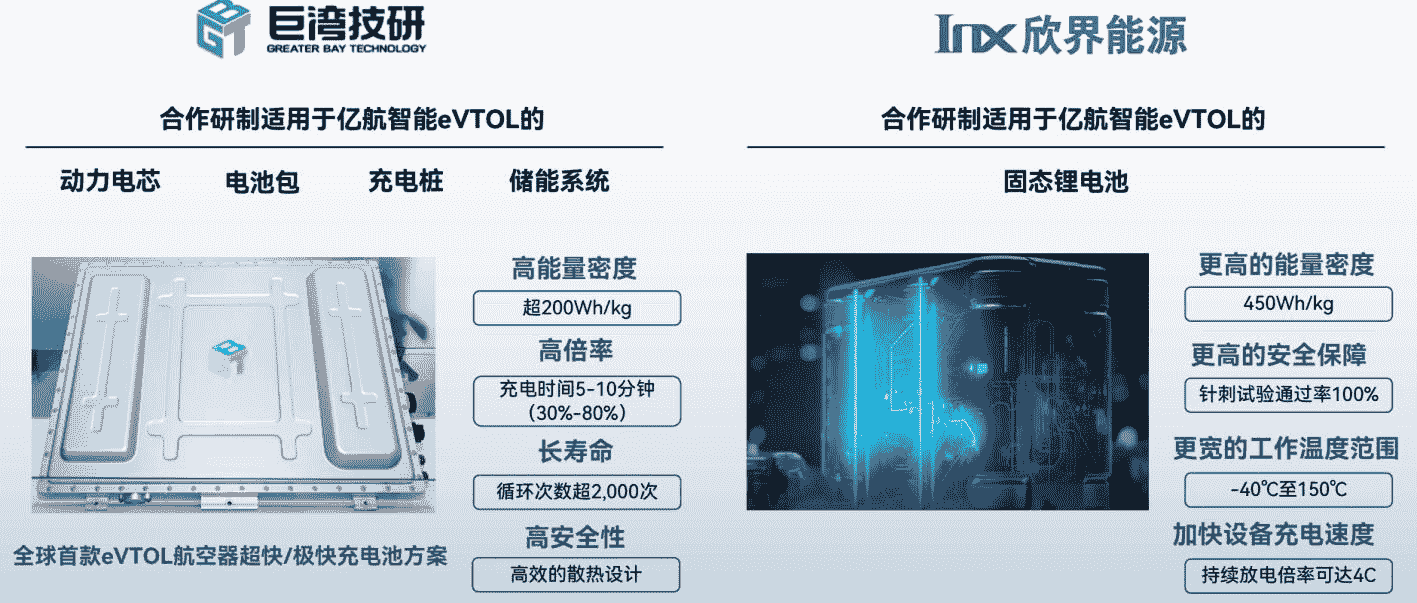 BGT 巨湾技研
GREATER BAY TECHNOLOGY
合作研制适用于亿航智能eVTOL的
动力电芯 电池包 充电桩 储能系统
BGT
高能量密度
超200Wh/kg
高倍率
充电时间5-10分钟
（30%-80%）
长寿命
循环次数超2,000次
高安全性
高效的散热设计
全球首款eVTOL航空器超快/极快充电池方案
Inx 欣界能源
合作研制适用于亿航智能eVTOL的
固态锂电池
更高的能量密度
450Wh/kg
更高的安全保障
针刺试验通过率100%
更宽的工作温度范围
-40℃至150℃
加快设备充电速度
持续放电倍率可达4C